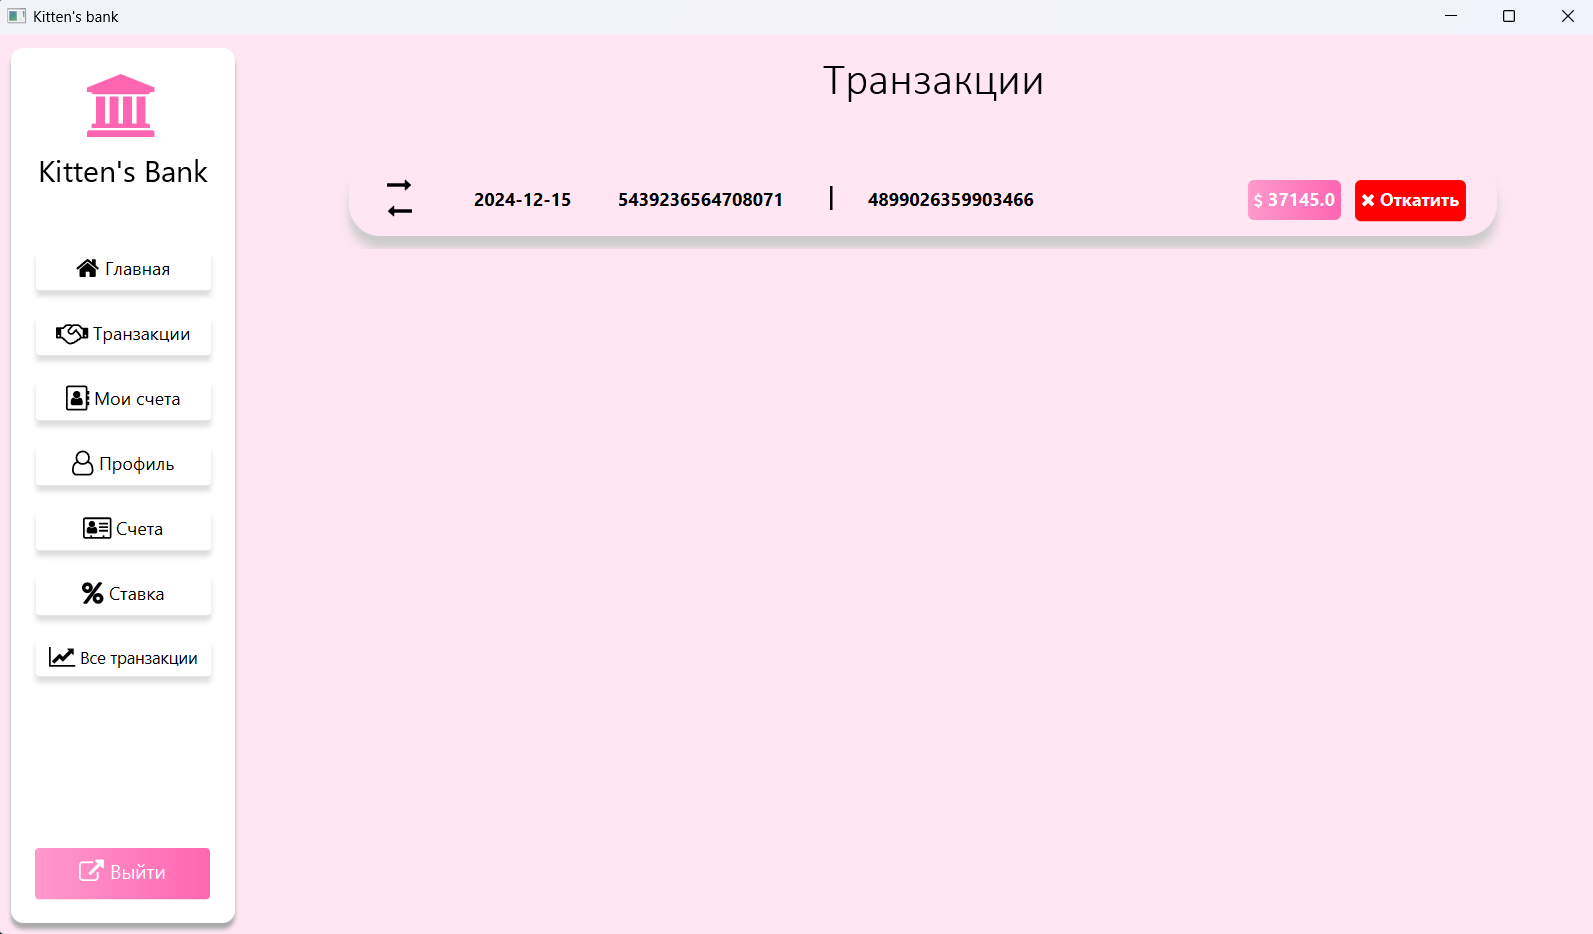 Kitten's bank
Kitten's Bank
Главная
Транзакции
Мои счета
Профиль
Счета
Ставка
Все транзакции
Выйти
Транзакции
2024-12-15 5439236564708071 | 4899026359903466 $ 37145.0 Откатить